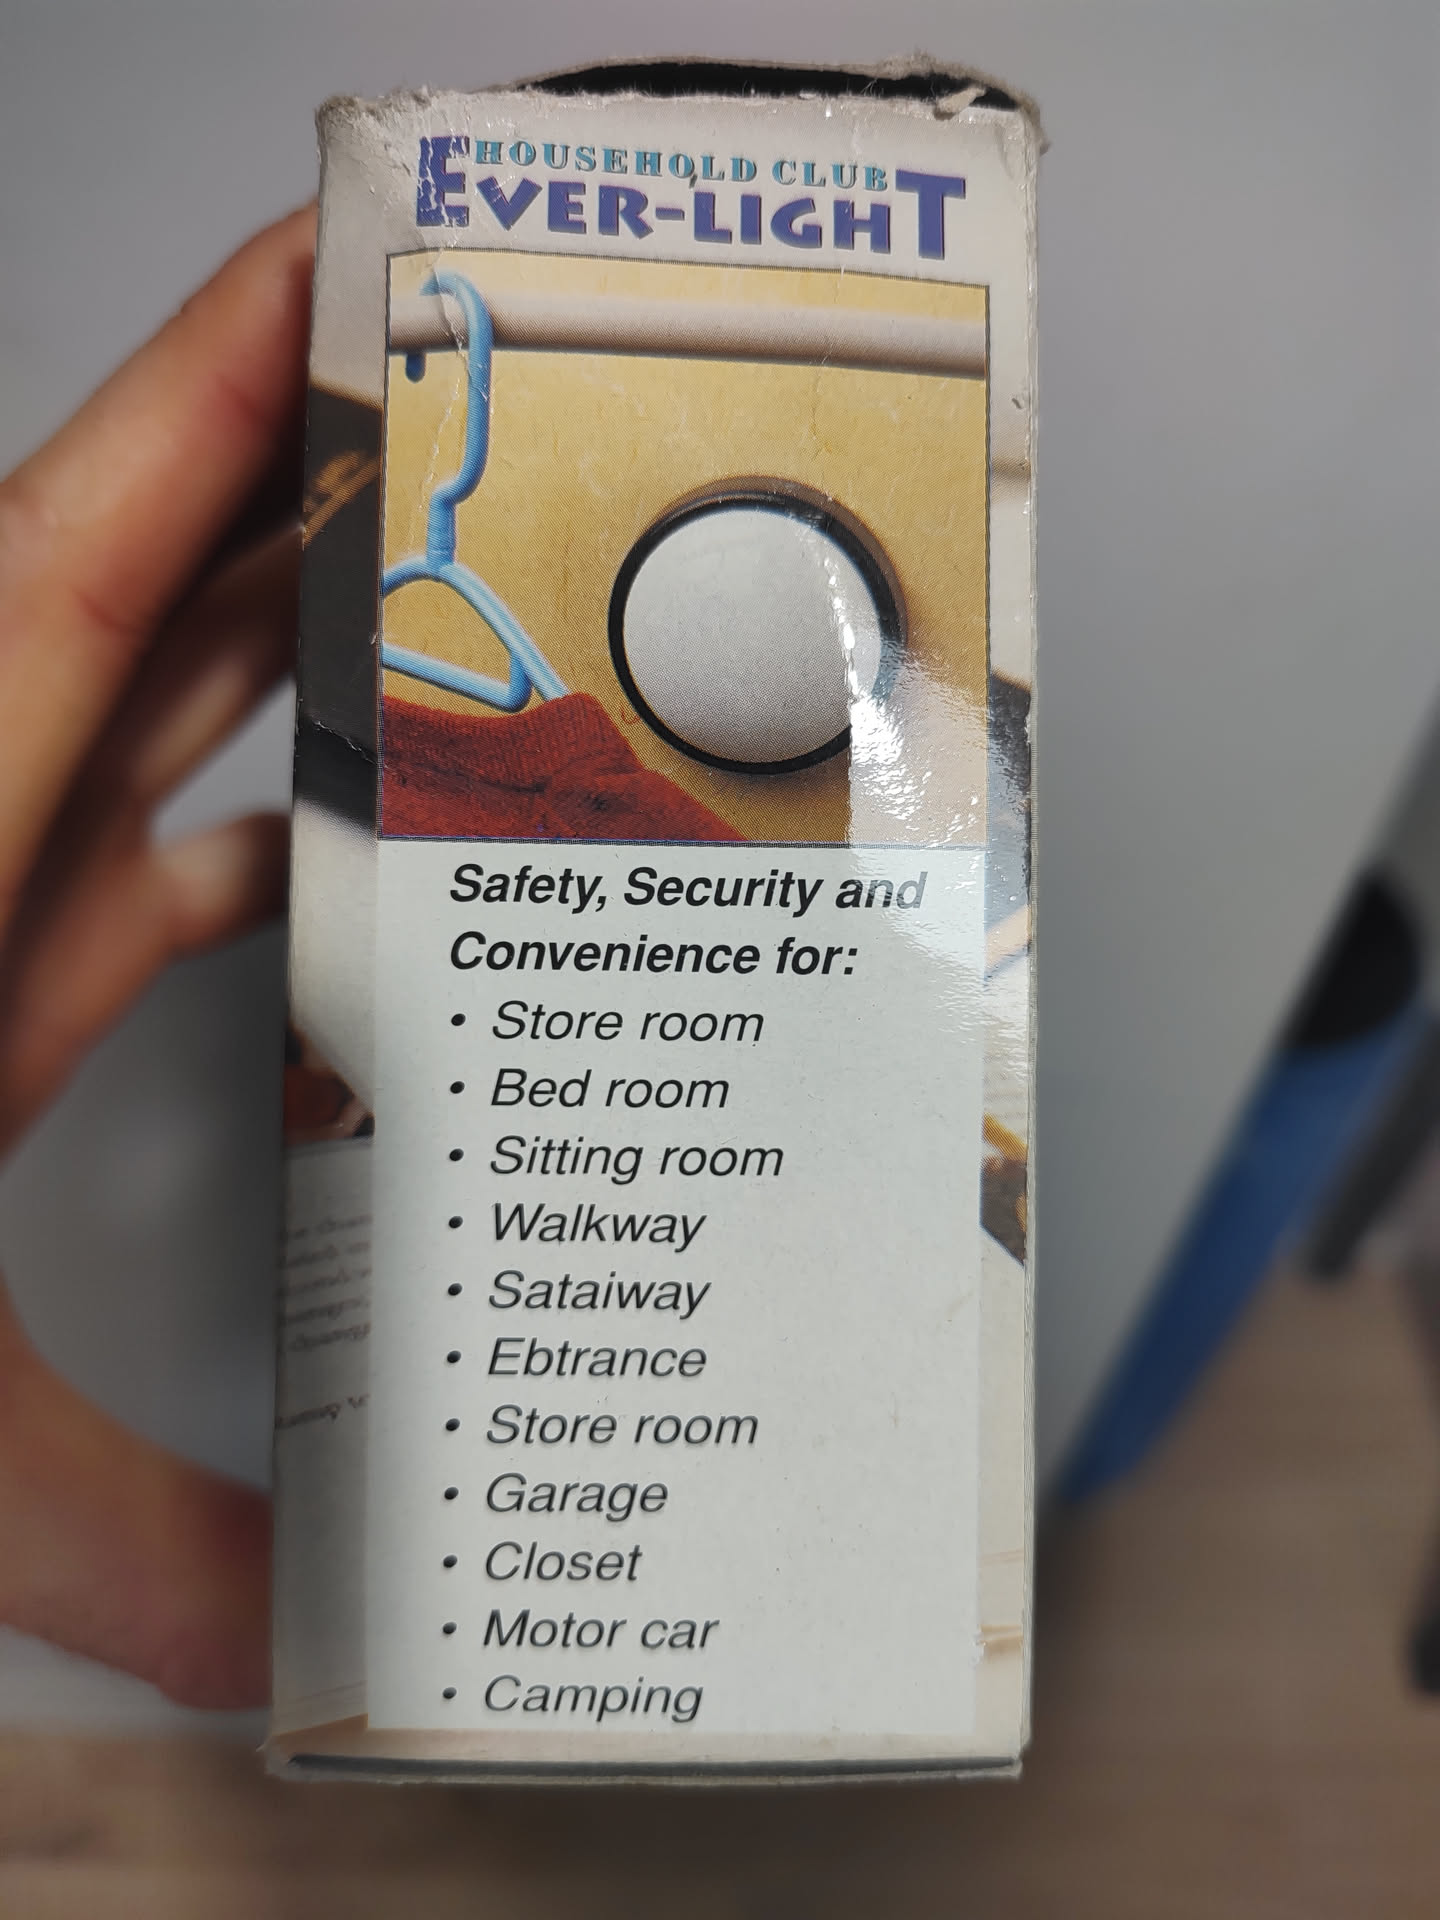 HOUSEHOLD CLUB
EVER-LIGHT
Safety, Security and
Convenience for:
• Store room
• Bed room
• Sitting room
• Walkway
• Sataiway
• Ebtrance
• Store room
• Garage
• Closet
• Motor car
• Camping